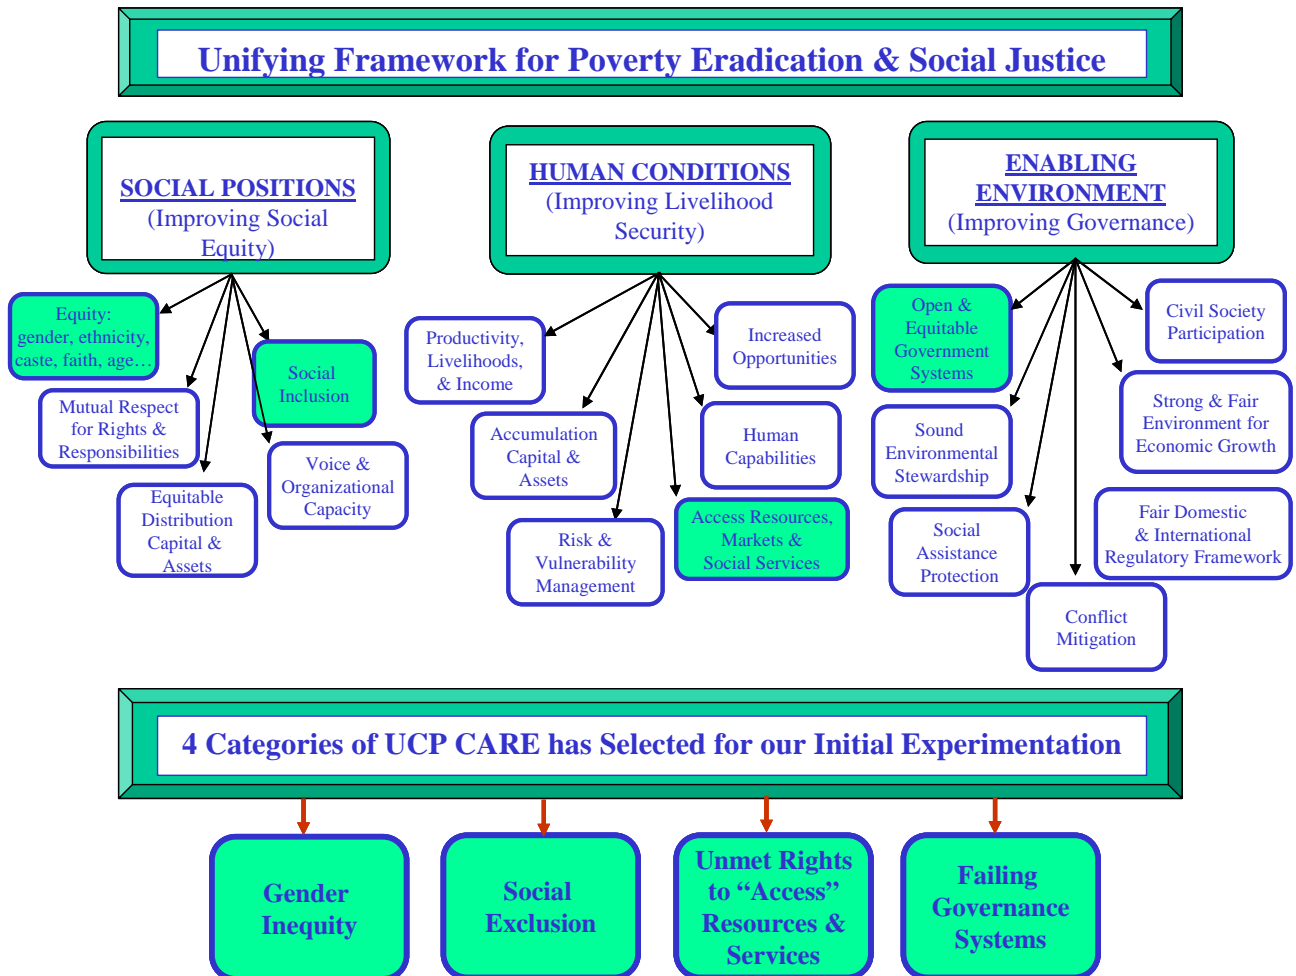 Unifying Framework for Poverty Eradication & Social Justice
SOCIAL POSITIONS
(Improving Social
Equity)
HUMAN CONDITIONS
(Improving Livelihood
Security)
ENABLING
ENVIRONMENT
(Improving Governance)
Equity:
gender, ethnicity,
caste, faith, age…
Social
Inclusion
Mutual Respect
for Rights &
Responsibilities
Voice &
Organizational
Capacity
Equitable
Distribution
Capital &
Assets
Productivity,
Livelihoods,
& Income
Increased
Opportunities
Accumulation
Capital &
Assets
Human
Capabilities
Risk &
Vulnerability
Management
Access Resources,
Markets &
Social Services
Open &
Equitable
Government
Systems
Civil Society
Participation
Sound
Environmental
Stewardship
Strong & Fair
Environment for
Economic Growth
Social
Assistance
Protection
Fair Domestic
& International
Regulatory Framework
Conflict
Mitigation
4 Categories of UCP CARE has Selected for our Initial Experimentation
Gender
Inequity
Social
Exclusion
Unmet Rights
to “Access”
Resources &
Services
Failing
Governance
Systems